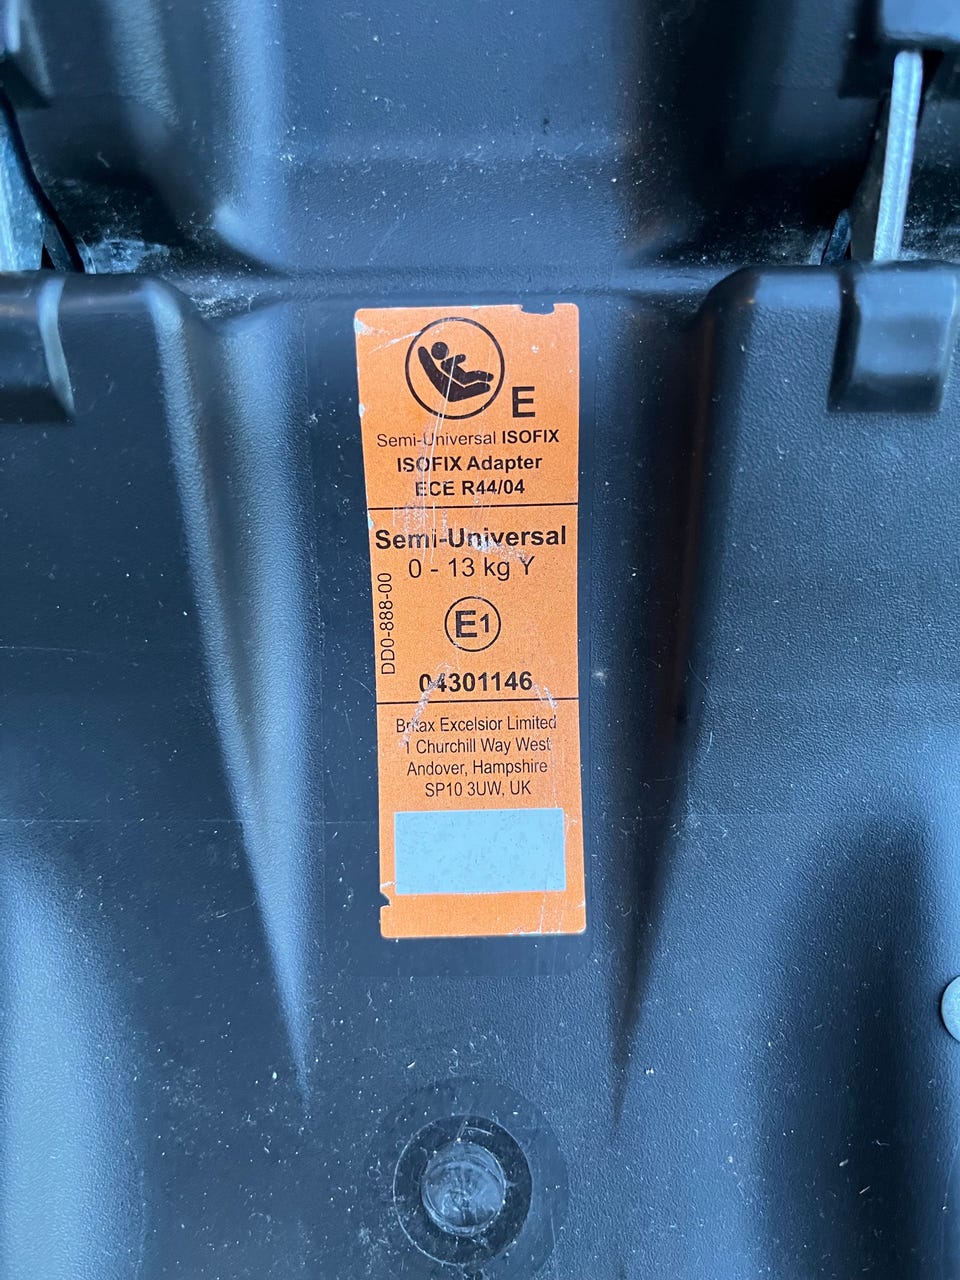 E
Semi-Universal ISOFIX
ISOFIX Adapter
ECE R44/04
Semi-Universal
0 - 13 kg Y
DD0-888-00
E1
04301146
Britax Excelsior Limited
1 Churchill Way West
Andover, Hampshire
SP10 3UW, UK